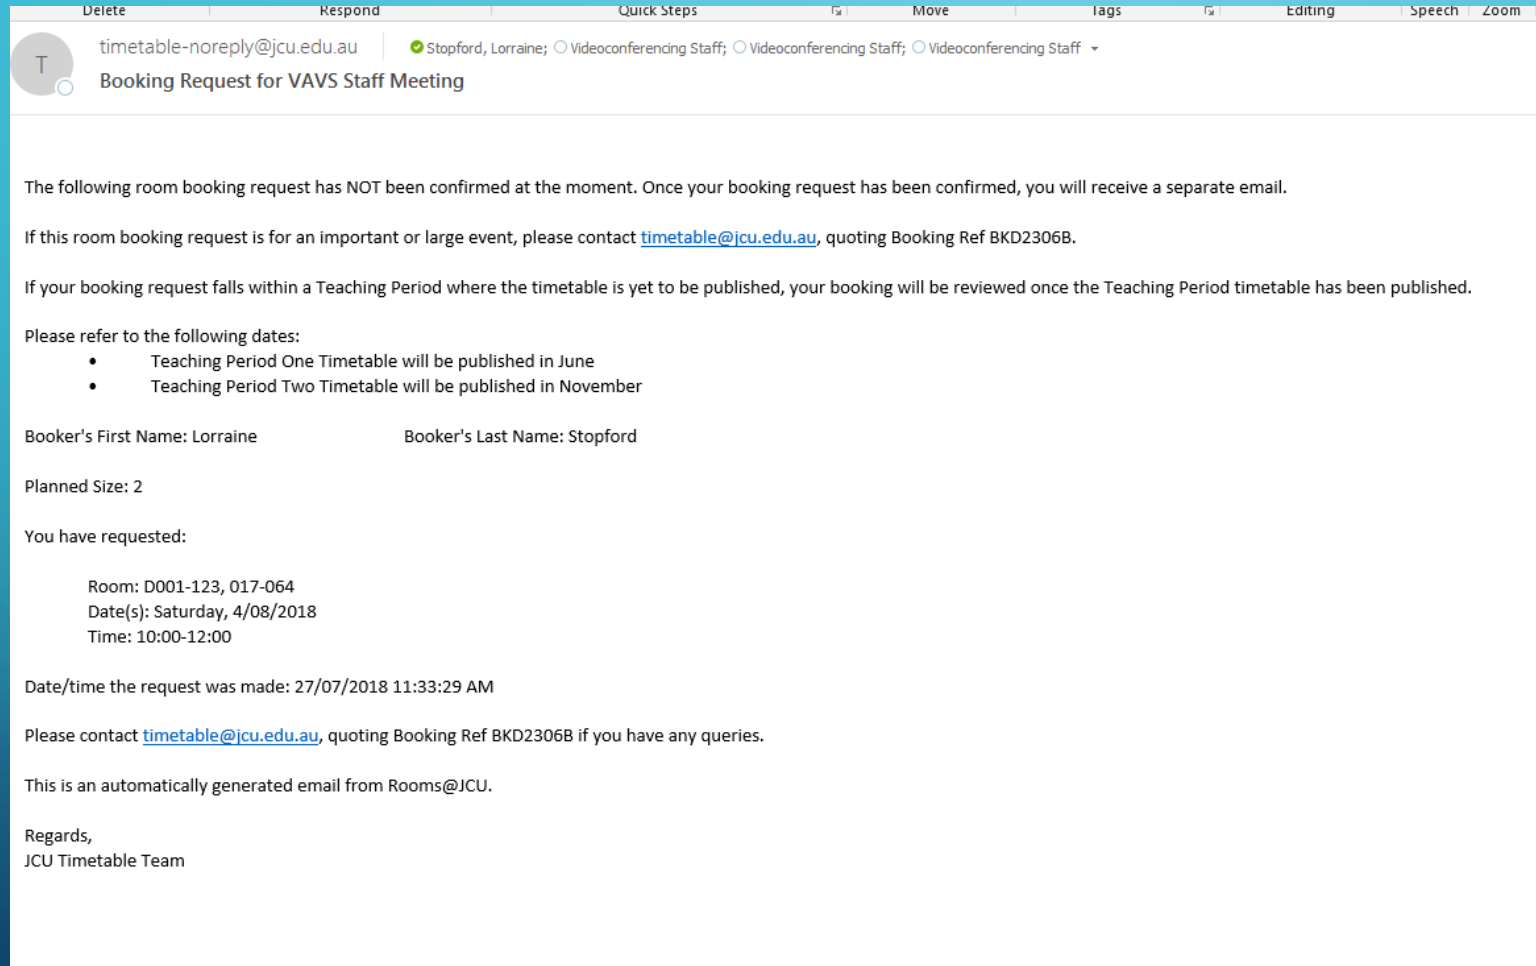 Delete Respond Quick Steps Move Tags Editing Speech Zoom
T
timetable-noreply@jcu.edu.au Stopford, Lorraine; Videoconferencing Staff; Videoconferencing Staff; Videoconferencing Staff
Booking Request for VAVS Staff Meeting
The following room booking request has NOT been confirmed at the moment. Once your booking request has been confirmed, you will receive a separate email.
If this room booking request is for an important or large event, please contact timetable@jcu.edu.au, quoting Booking Ref BKD2306B.
If your booking request falls within a Teaching Period where the timetable is yet to be published, your booking will be reviewed once the Teaching Period timetable has been published.
Please refer to the following dates:
• Teaching Period One Timetable will be published in June
• Teaching Period Two Timetable will be published in November
Booker's First Name: Lorraine Booker's Last Name: Stopford
Planned Size: 2
You have requested:
Room: D001-123, 017-064
Date(s): Saturday, 4/08/2018
Time: 10:00-12:00
Date/time the request was made: 27/07/2018 11:33:29 AM
Please contact timetable@jcu.edu.au, quoting Booking Ref BKD2306B if you have any queries.
This is an automatically generated email from Rooms@JCU.
Regards,
JCU Timetable Team